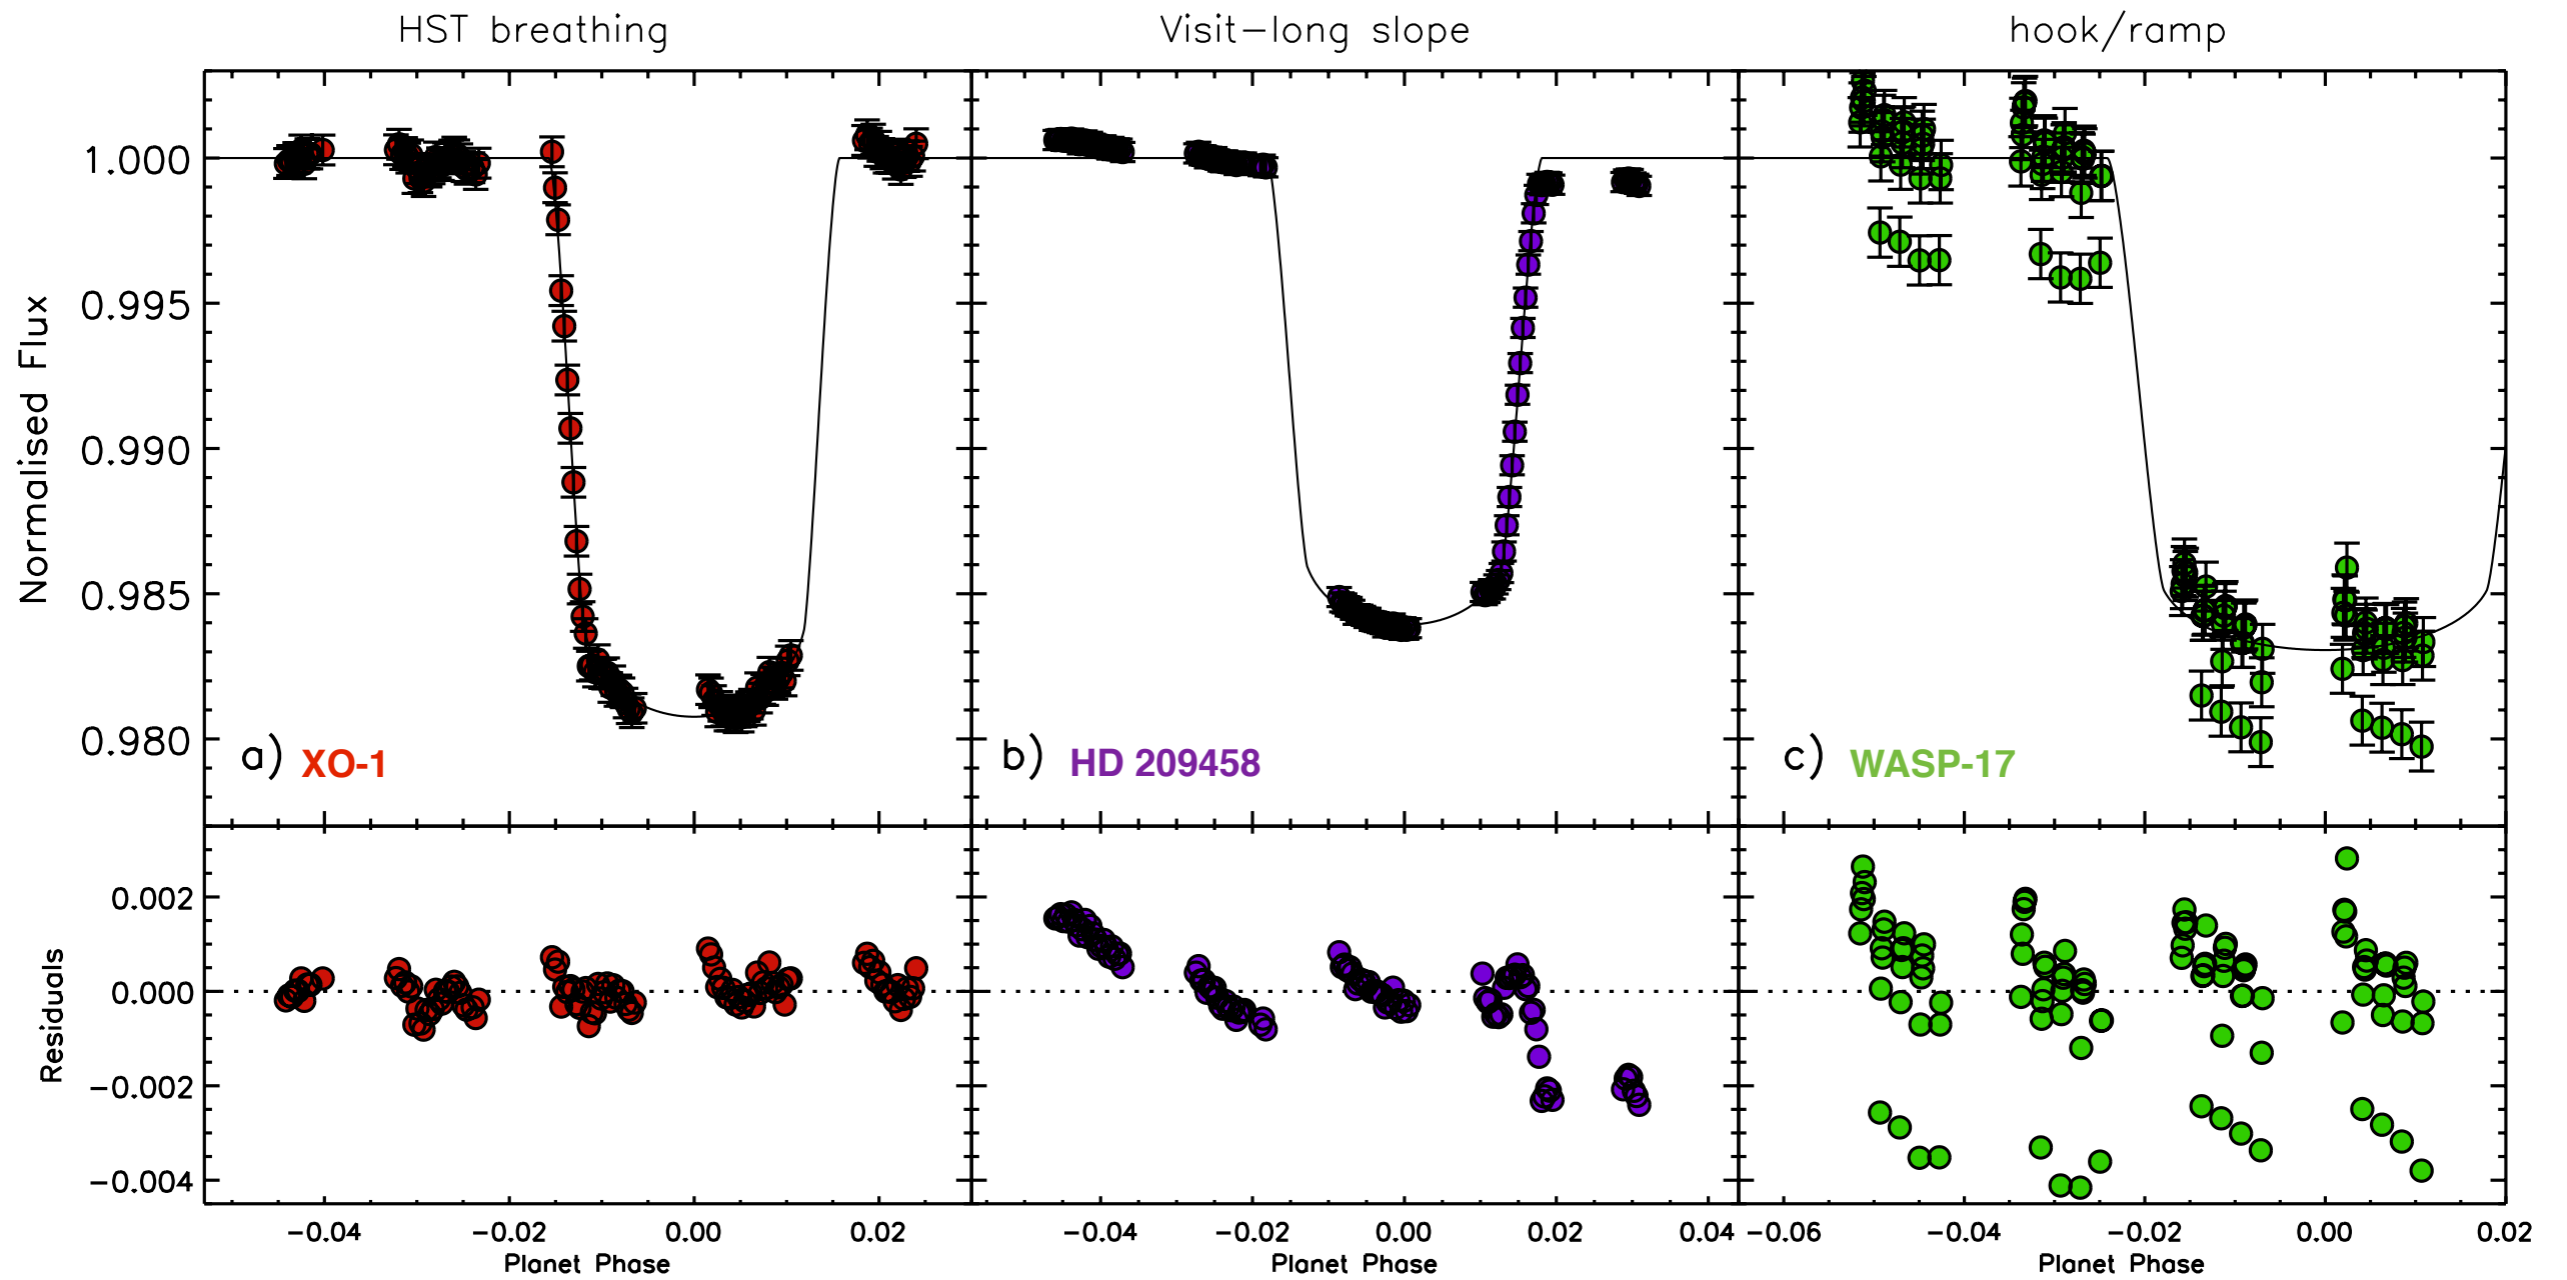 HST breathing
Visit-long slope
hook/ramp
Normalised Flux
1.000
0.995
0.990
0.985
0.980
a) XO-1
b) HD 209458
c) WASP-17
Residuals
0.002
0.000
-0.002
-0.004
-0.04 -0.02 0.00 0.02
-0.04 -0.02 0.00 0.02 0.04
-0.06 -0.04 -0.02 0.00 0.02
Planet Phase
Planet Phase
Planet Phase